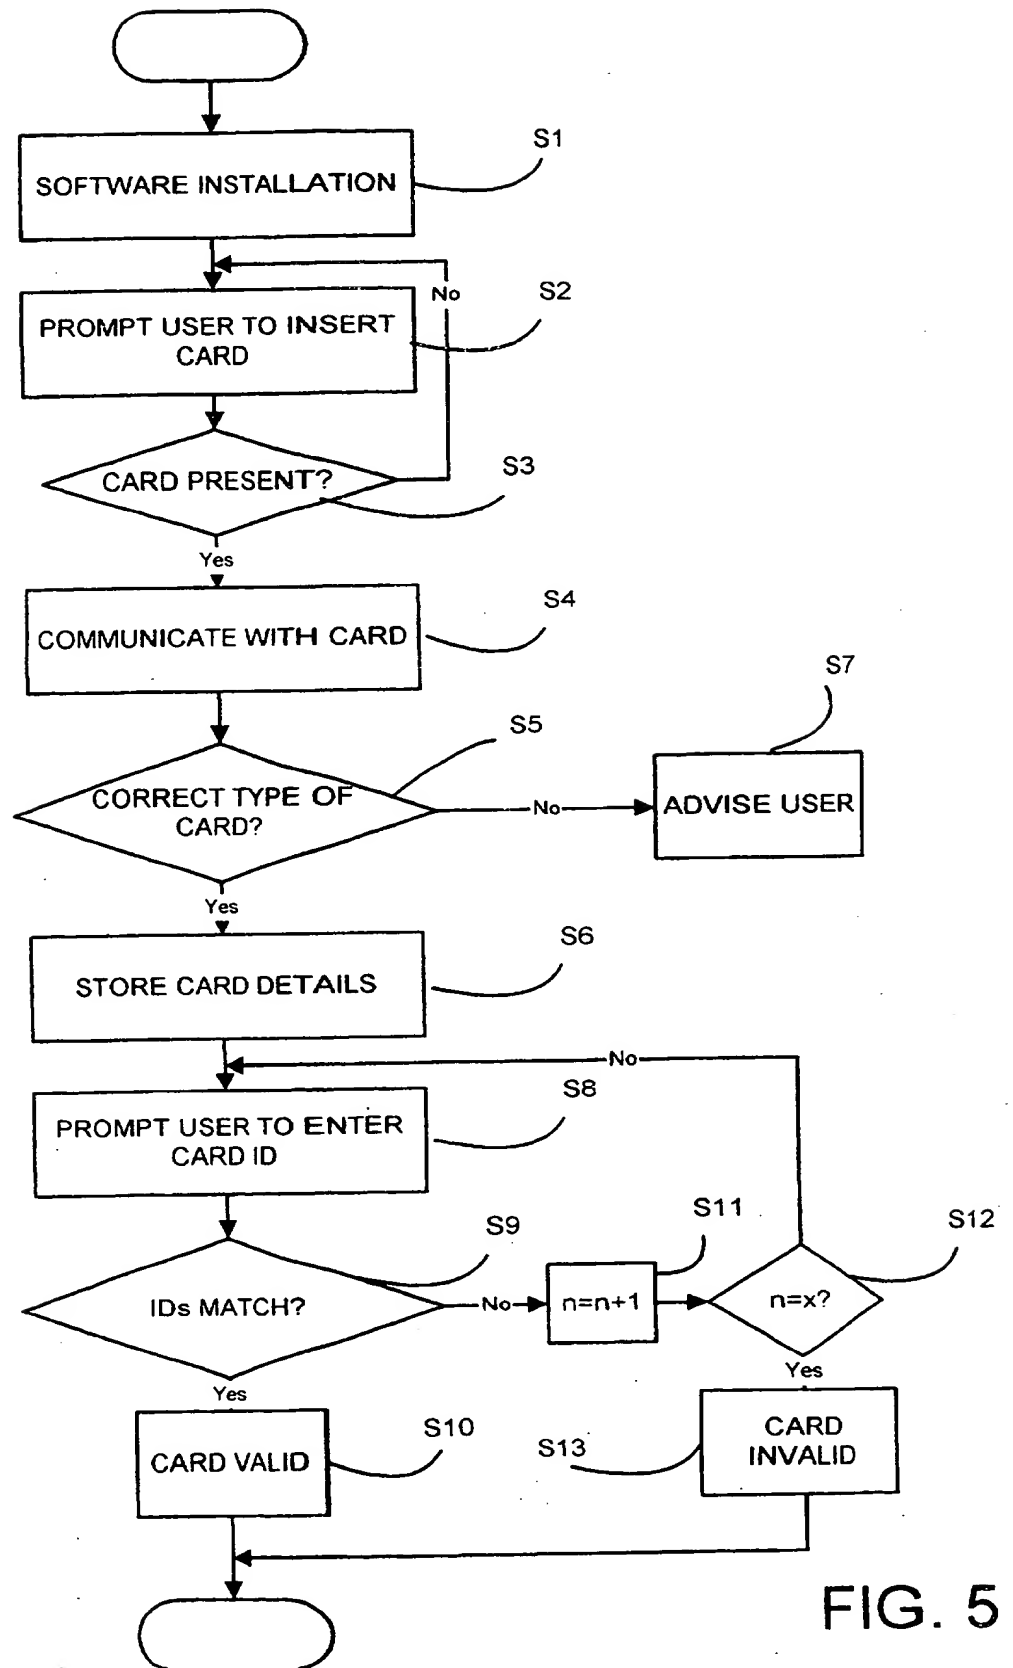 S1
SOFTWARE INSTALLATION
No
S2
PROMPT USER TO INSERT
CARD
S3
CARD PRESENT?
Yes
S4
COMMUNICATE WITH CARD
S7
S5
CORRECT TYPE OF
CARD?
No
ADVISE USER
Yes
S6
STORE CARD DETAILS
No
S8
PROMPT USER TO ENTER
CARD ID
S11
S12
S9
IDs MATCH?
No
n=n+1
n=x?
Yes
Yes
S10
CARD VALID
S13
CARD
INVALID
FIG. 5